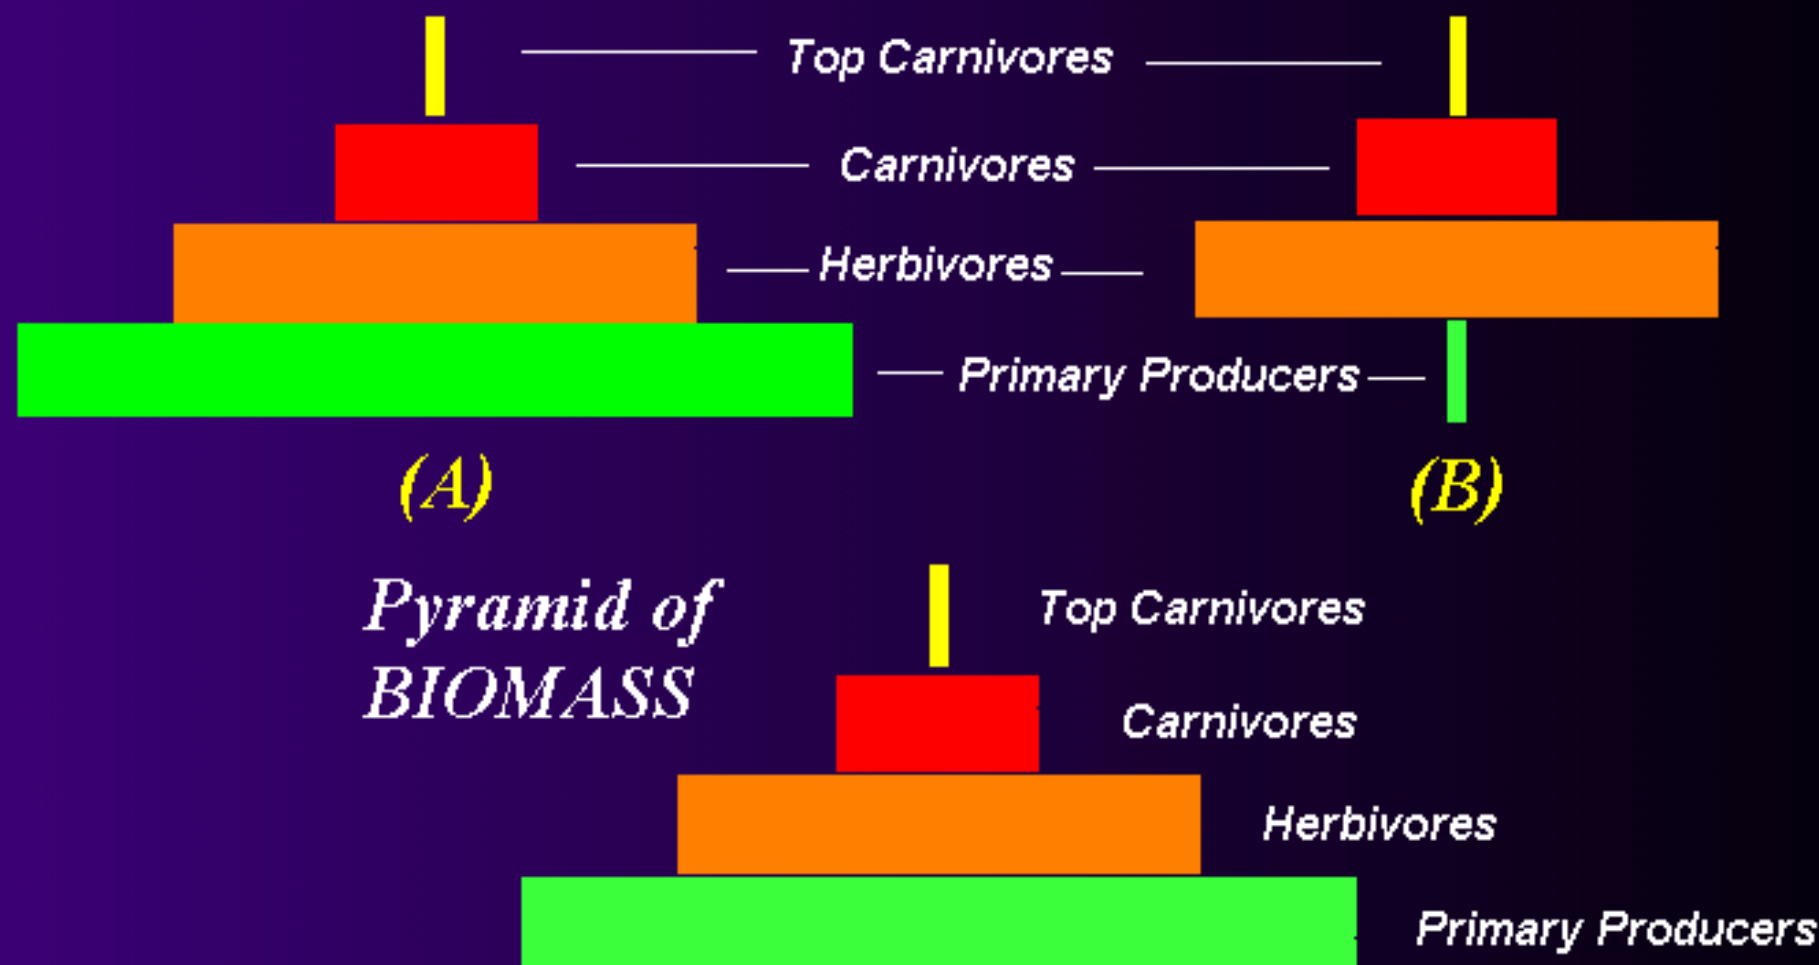 Top Carnivores
Carnivores
Herbivores
Primary Producers
(A)
(B)
Pyramid of
BIOMASS
Top Carnivores
Carnivores
Herbivores
Primary Producers